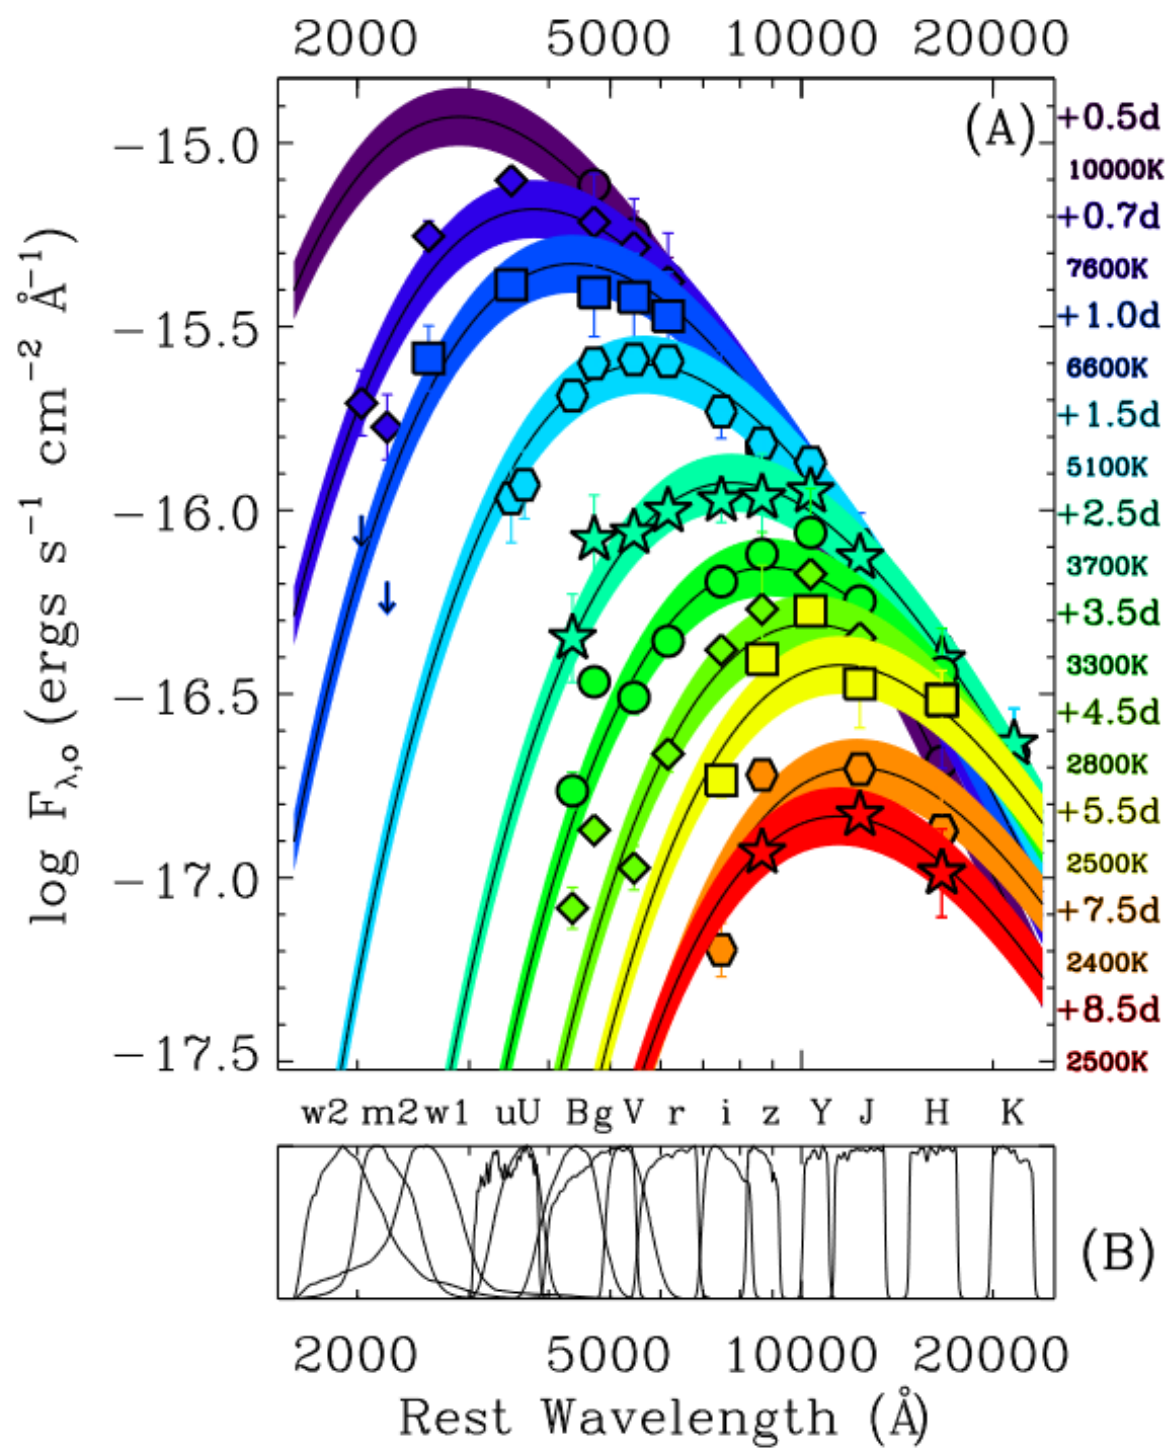 2000 5000 10000 20000
(A)
+0.5d
10000K
+0.7d
7600K
+1.0d
6600K
+1.5d
5100K
+2.5d
3700K
+3.5d
3300K
+4.5d
2800K
+5.5d
2500K
+7.5d
2400K
+8.5d
2500K
−15.0
−15.5
−16.0
−16.5
−17.0
−17.5
log F_λ,o (ergs s⁻¹ cm⁻² Å⁻¹)
w2 m2 w1 uU Bg V r i z Y J H K
(B)
2000 5000 10000 20000
Rest Wavelength (Å)